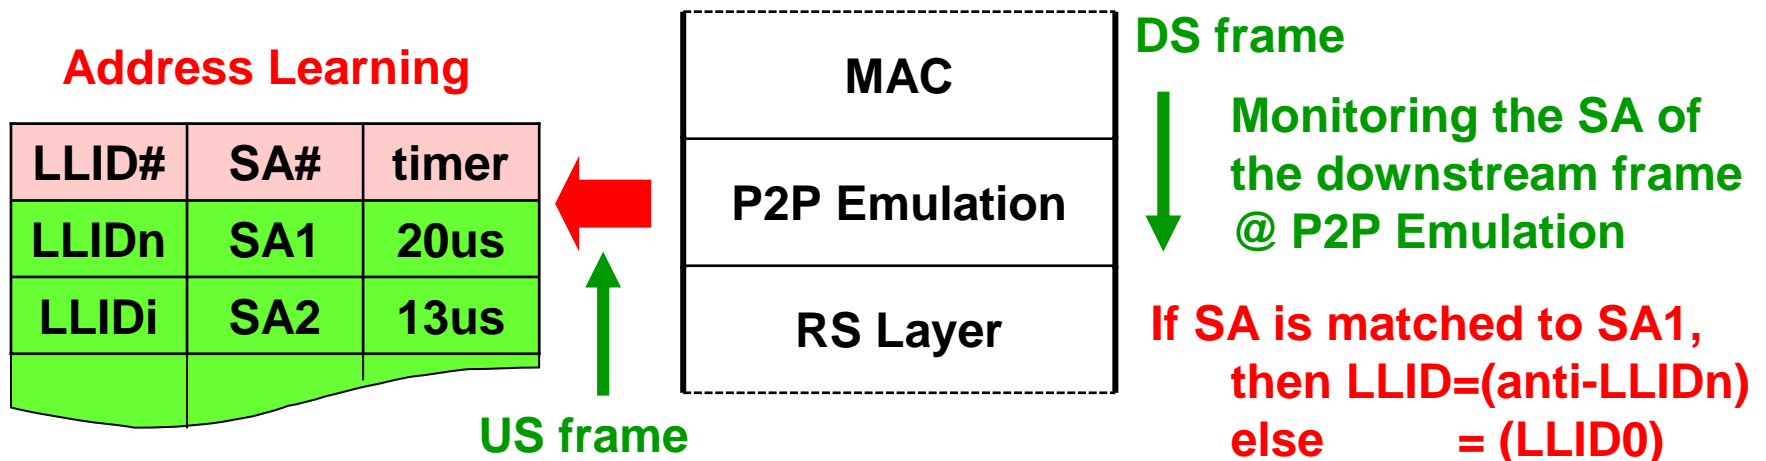 Address Learning
LLID# SA# timer
LLIDn SA1 20us
LLIDi SA2 13us
US frame
MAC
P2P Emulation
RS Layer
DS frame
Monitoring the SA of
the downstream frame
@ P2P Emulation
If SA is matched to SA1,
then LLID=(anti-LLIDn)
else = (LLID0)